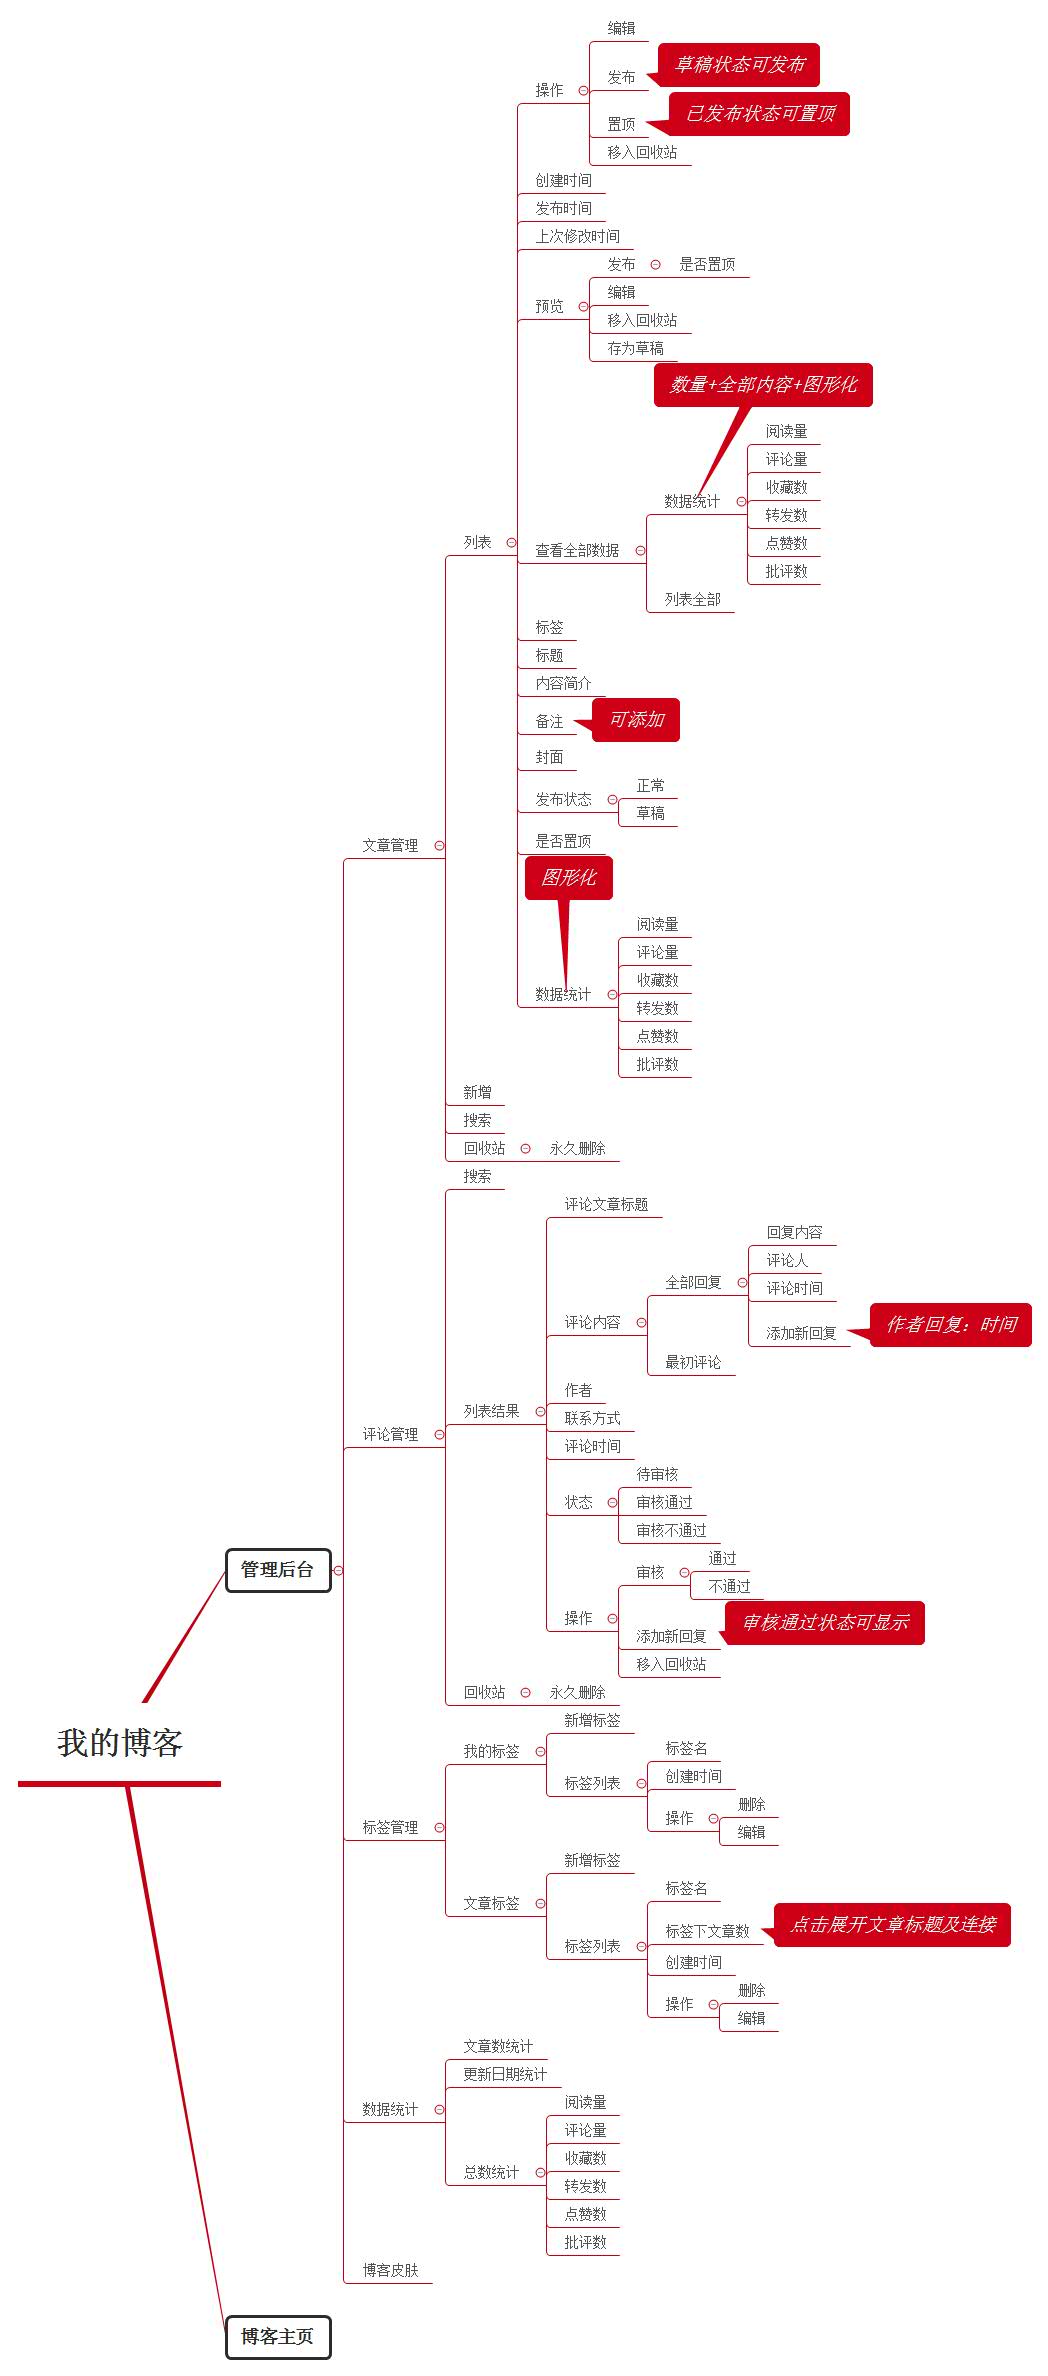 编辑
草稿状态可发布
发布
操作
已发布状态可置顶
置顶
移入回收站
创建时间
发布时间
上次修改时间
发布
是否置顶
编辑
预览
移入回收站
存为草稿
数量+全部内容+图形化
阅读量
评论量
收藏数
数据统计
转发数
点赞数
列表
查看全部数据
批评数
列表全部
标签
标题
内容简介
备注
可添加
封面
正常
发布状态
草稿
是否置顶
文章管理
图形化
阅读量
评论量
收藏数
数据统计
转发数
点赞数
批评数
新增
搜索
回收站
永久删除
搜索
评论文章标题
回复内容
评论人
全部回复
评论时间
评论内容
添加新回复
作者回复：时间
最初评论
作者
列表结果
联系方式
评论管理
评论时间
待审核
状态
审核通过
审核不通过
通过
审核
不通过
管理后台
操作
审核通过状态可显示
添加新回复
移入回收站
回收站
永久删除
新增标签
我的博客
标签名
我的标签
创建时间
标签列表
删除
操作
编辑
标签管理
新增标签
标签名
文章标签
标签下文章数
点击展开文章标题及连接
标签列表
创建时间
删除
操作
编辑
文章数统计
更新日期统计
阅读量
数据统计
评论量
收藏数
总数统计
转发数
点赞数
批评数
博客皮肤
博客主页